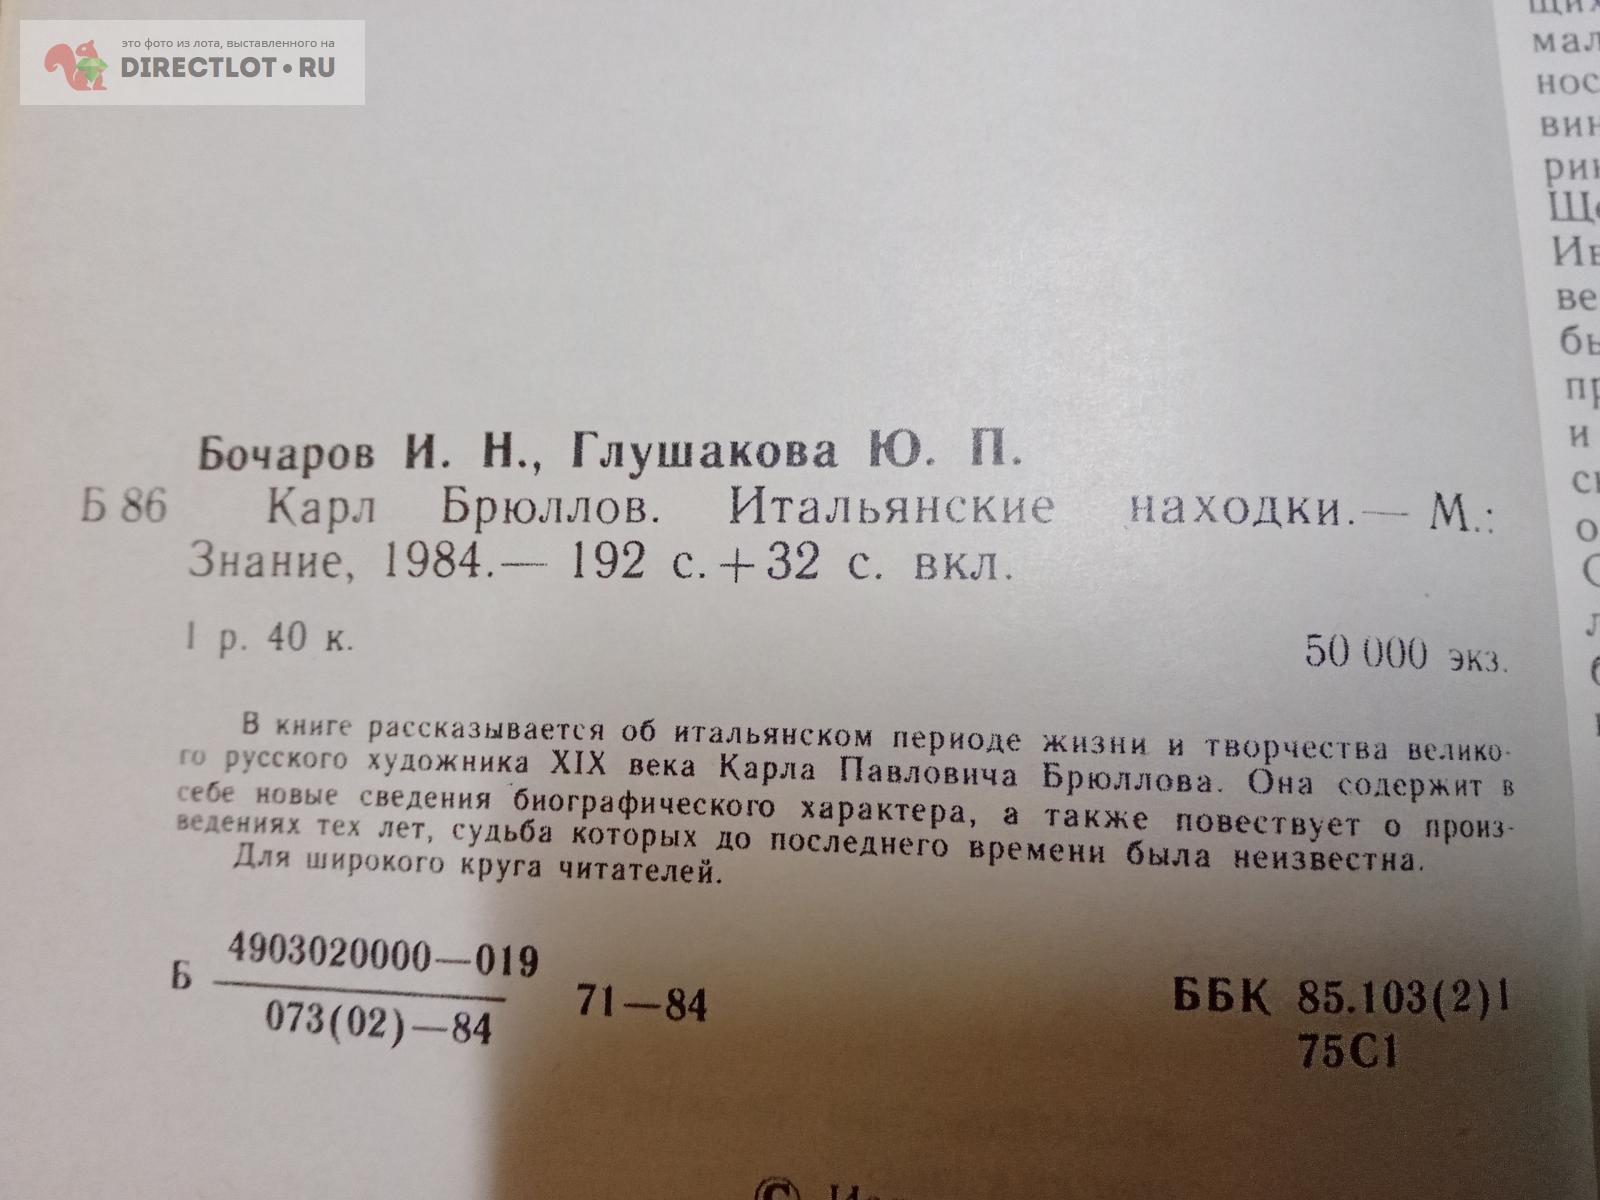 это фото из лота, выставленного на
DIRECTLOT•RU
Бочаров И. Н., Глушакова Ю. П.
Б 86 Карл Брюллов. Итальянские находки.— М.:
Знание, 1984.— 192 с.+32 с. вкл.
1 р. 40 к. 50 000 экз.
В книге рассказывается об итальянском периоде жизни и творчества велико-
го русского художника XIX века Карла Павловича Брюллова. Она содержит в
себе новые сведения биографического характера, а также повествует о произ-
ведениях тех лет, судьба которых до последнего времени была неизвестна.
Для широкого круга читателей.
Б 4903020000—019
073(02)—84 71—84
ББК 85.103(2)1
75С1
©